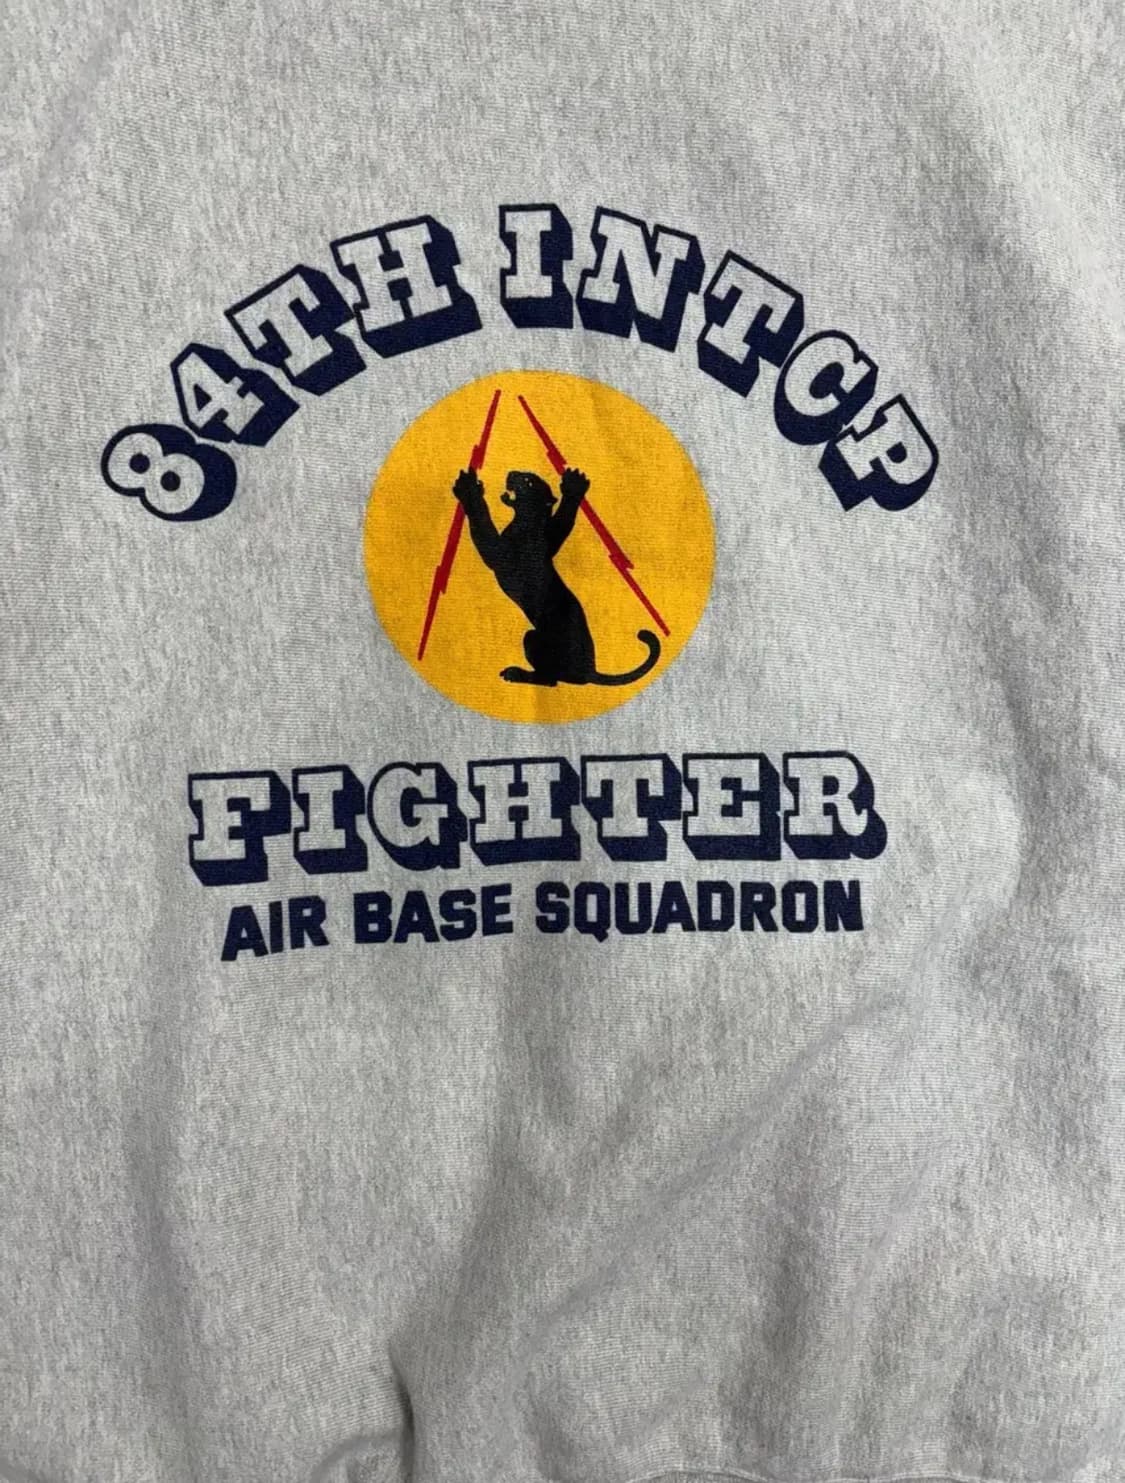 84TH INTCP
FIGHTER
AIR BASE SQUADRON